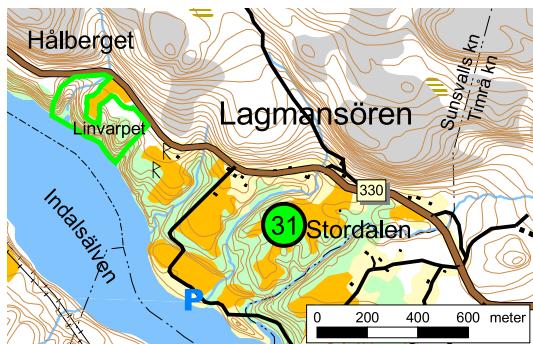 Hålberget
Sunsvalls kn
Timrå kn
Lagmansören
Linvarpet
330
31
Stordalen
Indalsälven
P
0 200 400 600 meter